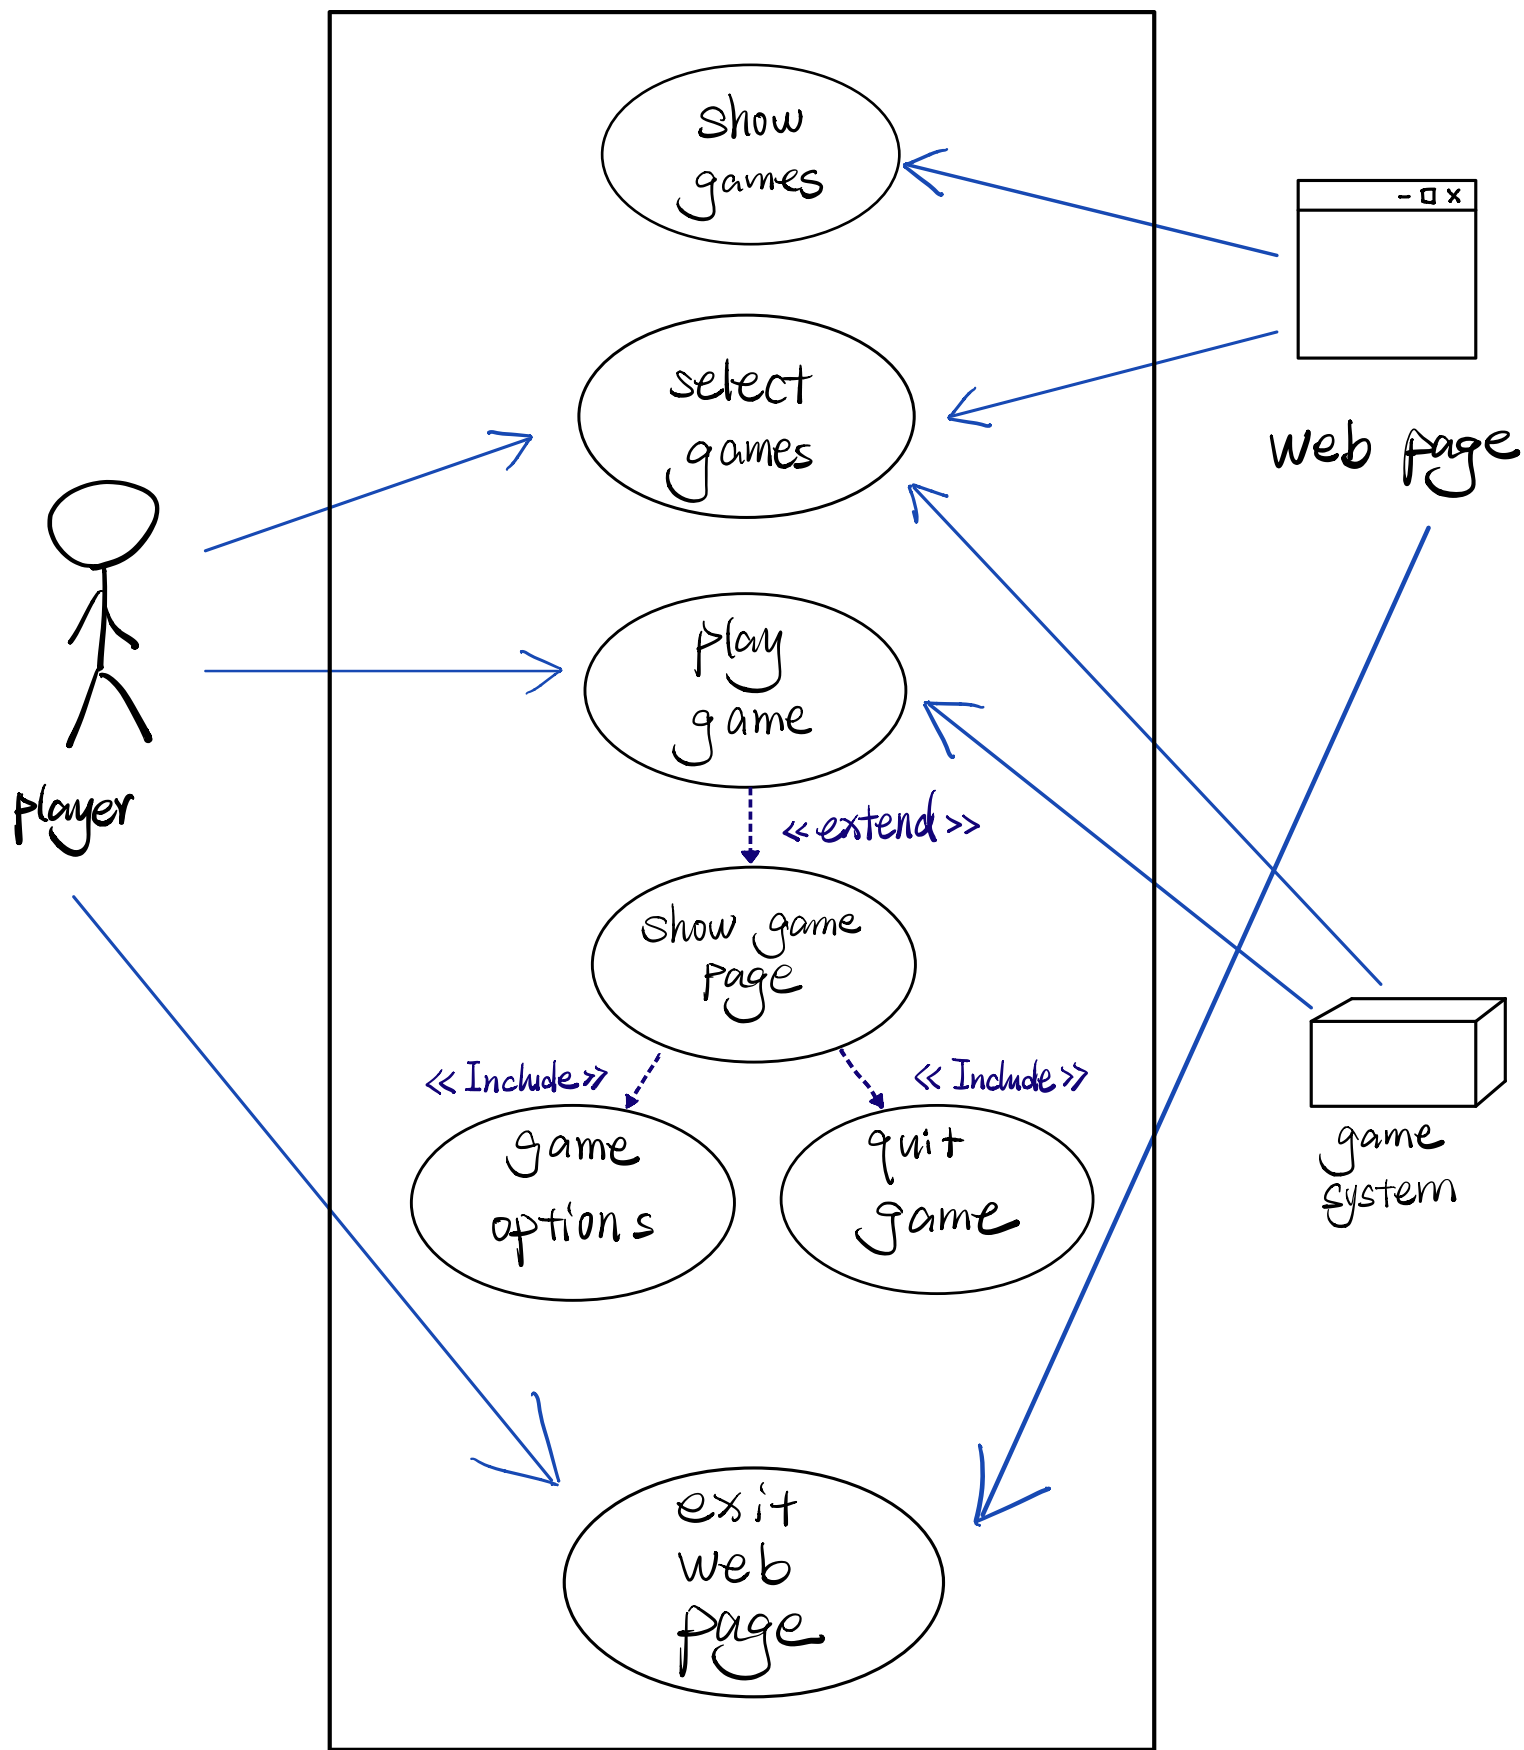 show
games
select
games
web page
play
game
player
<<extend>>
show game
page
<<Include>>
<<Include>>
game
options
quit
game
game
system
exit
web
page